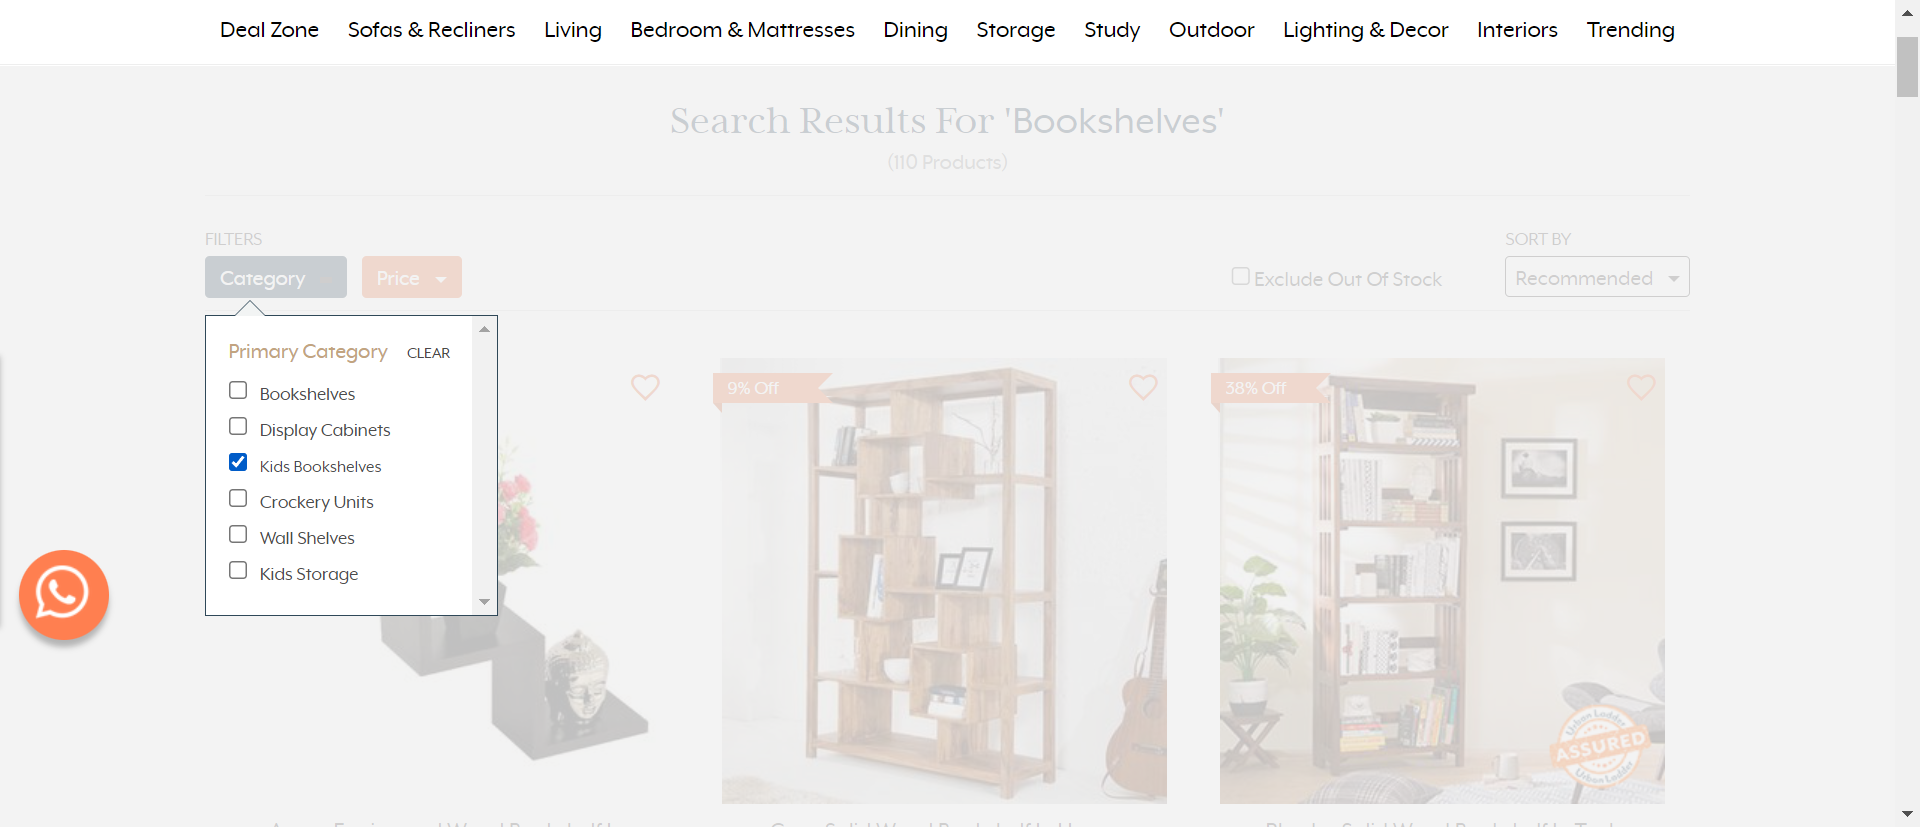 Deal Zone Sofas & Recliners Living Bedroom & Mattresses Dining Storage Study Outdoor Lighting & Decor Interiors Trending
Search Results For 'Bookshelves'
(110 Products)
FILTERS
SORT BY
Category Price
Exclude Out Of Stock
Recommended
Primary Category CLEAR
Bookshelves
Display Cabinets
Kids Bookshelves
Crockery Units
Wall Shelves
Kids Storage
9% Off
38% Off
Urban Ladder
ASSURED
Urban Ladder